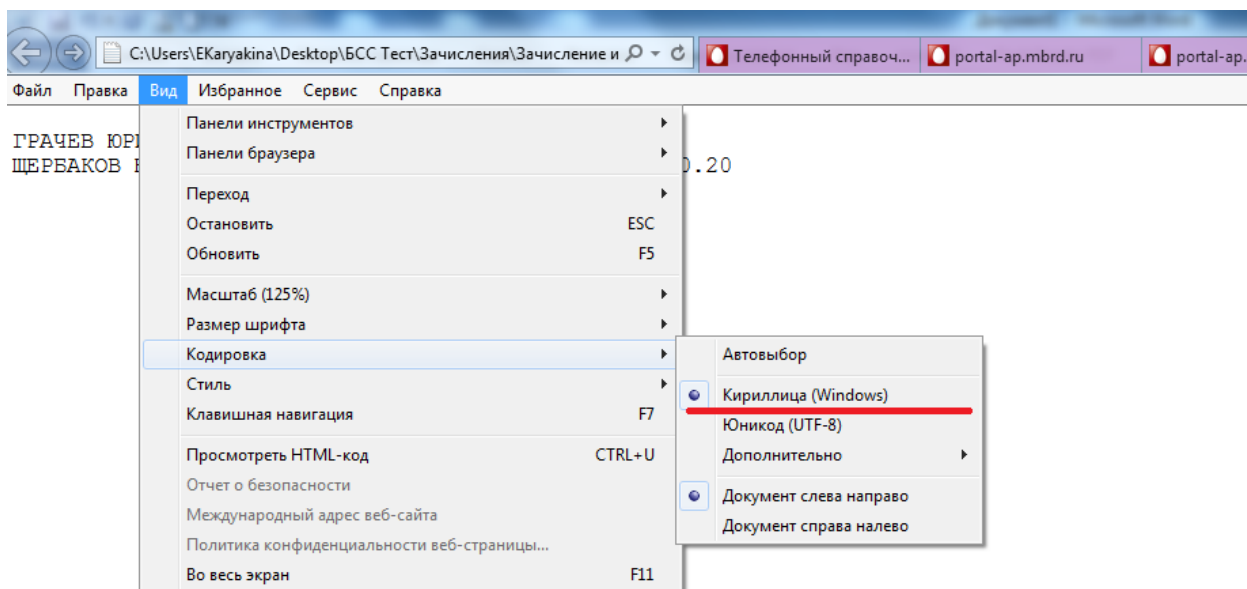 C:\Users\EKaryakina\Desktop\БСС Тест\Зачисления\Зачисление и
Телефонный справоч...
portal-ap.mbrd.ru
portal-ap.
Файл Правка Вид Избранное Сервис Справка
ГРАЧЕВ ЮРИ
ЩЕРБАКОВ
.20
Панели инструментов
Панели браузера
Переход
Остановить ESC
Обновить F5
Масштаб (125%)
Размер шрифта
Кодировка
Стиль
Клавишная навигация F7
Просмотреть HTML-код CTRL+U
Отчет о безопасности
Международный адрес веб-сайта
Политика конфиденциальности веб-страницы...
Во весь экран F11
Автовыбор
Кириллица (Windows)
Юникод (UTF-8)
Дополнительно
Документ слева направо
Документ справа налево